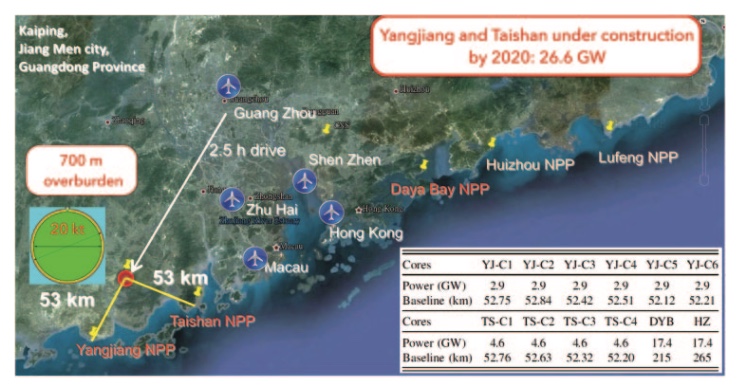 Kaiping,
Jiang Men city,
Guangdong Province
Yangjiang and Taishan under construction
by 2020: 26.6 GW
Guang Zhou
2.5 h drive
Shen Zhen
Huizhou NPP
Lufeng NPP
Daya Bay NPP
700 m
overburden
Zhu Hai
Hong Kong
Hong Kong
Macau
Macau
20 kt
53 km
53 km
Taishan NPP
Yangjiang NPP
Cores YJ-C1 YJ-C2 YJ-C3 YJ-C4 YJ-C5 YJ-C6
Power (GW) 2.9 2.9 2.9 2.9 2.9 2.9
Baseline (km) 52.75 52.84 52.42 52.51 52.12 52.21
Cores TS-C1 TS-C2 TS-C3 TS-C4 DYB HZ
Power (GW) 4.6 4.6 4.6 4.6 17.4 17.4
Baseline (km) 52.76 52.63 52.32 52.20 215 265